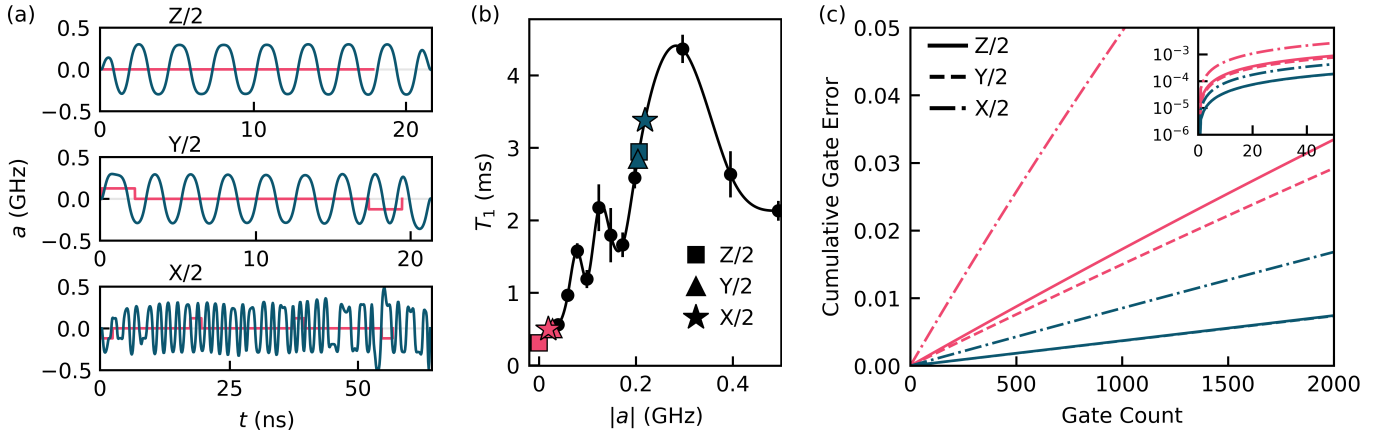 (a)
Z/2
0.5
0.0
−0.5
0
10
20
Y/2
0.5
0.0
−0.5
0
10
20
X/2
0.5
0.0
−0.5
0
25
50
a (GHz)
t (ns)
(b)
4
3
2
1
0
T₁ (ms)
Z/2
Y/2
X/2
0
0.2
0.4
|a| (GHz)
(c)
0.05
0.04
0.03
0.02
0.01
0.00
Cumulative Gate Error
Z/2
Y/2
X/2
10⁻³
10⁻⁴
10⁻⁵
10⁻⁶
0
20
40
0
500
1000
1500
2000
Gate Count